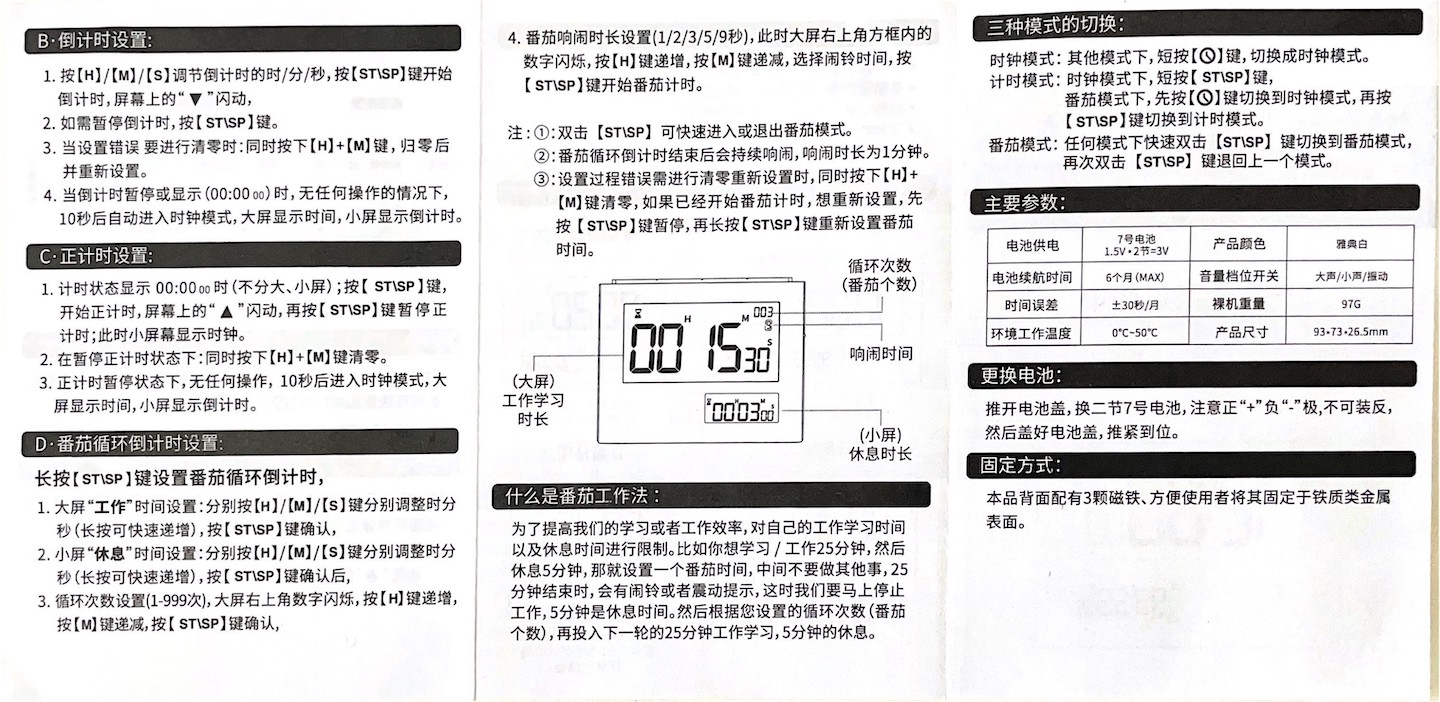 B·倒计时设置:
1. 按【H】/【M】/【S】调节倒计时的时/分/秒,按【ST\SP】键开始
倒计时,屏幕上的“▼”闪动,
2. 如需暂停倒计时,按【ST\SP】键。
3. 当设置错误 要进行清零时:同时按下【H】+【M】键,归零后
并重新设置。
4. 当倒计时暂停或显示(00:00 00)时,无任何操作的情况下,
10秒后自动进入时钟模式,大屏显示时间,小屏显示倒计时。
C·正计时设置:
1. 计时状态显示 00:00 00 时(不分大、小屏);按【ST\SP】键,
开始正计时,屏幕上的“▲”闪动,再按【ST\SP】键暂停正
计时;此时小屏幕显示时钟。
2. 在暂停正计时状态下:同时按下【H】+【M】键清零。
3. 正计时暂停状态下,无任何操作, 10秒后进入时钟模式,大
屏显示时间,小屏显示倒计时。
D·番茄循环倒计时设置:
长按【ST\SP】键设置番茄循环倒计时,
1. 大屏“工作”时间设置:分别按【H】/【M】/【S】键分别调整时分
秒(长按可快速递增),按【ST\SP】键确认,
2. 小屏“休息”时间设置:分别按【H】/【M】/【S】键分别调整时分
秒(长按可快速递增),按【ST\SP】键确认后,
3. 循环次数设置(1-999次),大屏右上角数字闪烁,按【H】键递增,
按【M】键递减,按【ST\SP】键确认,
4. 番茄响闹时长设置(1/2/3/5/9秒),此时大屏右上角方框内的
数字闪烁,按【H】键递增,按【M】键递减,选择闹铃时间,按
【ST\SP】键开始番茄计时。
注:①:双击【ST\SP】可快速进入或退出番茄模式。
②:番茄循环倒计时结束后会持续响闹,响闹时长为1分钟。
③:设置过程错误需进行清零重新设置时,同时按下【H】+
【M】键清零,如果已经开始番茄计时,想重新设置,先
按【ST\SP】键暂停,再长按【ST\SP】键重新设置番茄
时间。
循环次数
(番茄个数)
003
H M S
00 15 30
响闹时间
(大屏)
工作学习
时长
H M S
00 03 00
(小屏)
休息时长
什么是番茄工作法:
为了提高我们的学习或者工作效率,对自己的工作学习时间
以及休息时间进行限制。比如你想学习 / 工作25分钟,然后
休息5分钟,那就设置一个番茄时间,中间不要做其他事,25
分钟结束时,会有闹铃或者震动提示,这时我们要马上停止
工作,5分钟是休息时间。然后根据您设置的循环次数(番茄
个数),再投入下一轮的25分钟工作学习,5分钟的休息。
三种模式的切换:
时钟模式:其他模式下,短按【🕓】键,切换成时钟模式。
计时模式:时钟模式下,短按【ST\SP】键,
番茄模式下,先按【🕓】键切换到时钟模式,再按
【ST\SP】键切换到计时模式。
番茄模式:任何模式下快速双击【ST\SP】键切换到番茄模式,
再次双击【ST\SP】键退回上一个模式。
主要参数:
电池供电 7号电池 1.5V*2节=3V 产品颜色 雅典白
电池续航时间 6个月(MAX) 音量档位开关 大声/小声/振动
时间误差 ±30秒/月 裸机重量 97G
环境工作温度 0°C~50°C 产品尺寸 93*73*26.5mm
更换电池:
推开电池盖,换二节7号电池,注意正“+”负“-”极,不可装反,
然后盖好电池盖,推紧到位。
固定方式:
本品背面配有3颗磁铁、方便使用者将其固定于铁质类金属
表面。